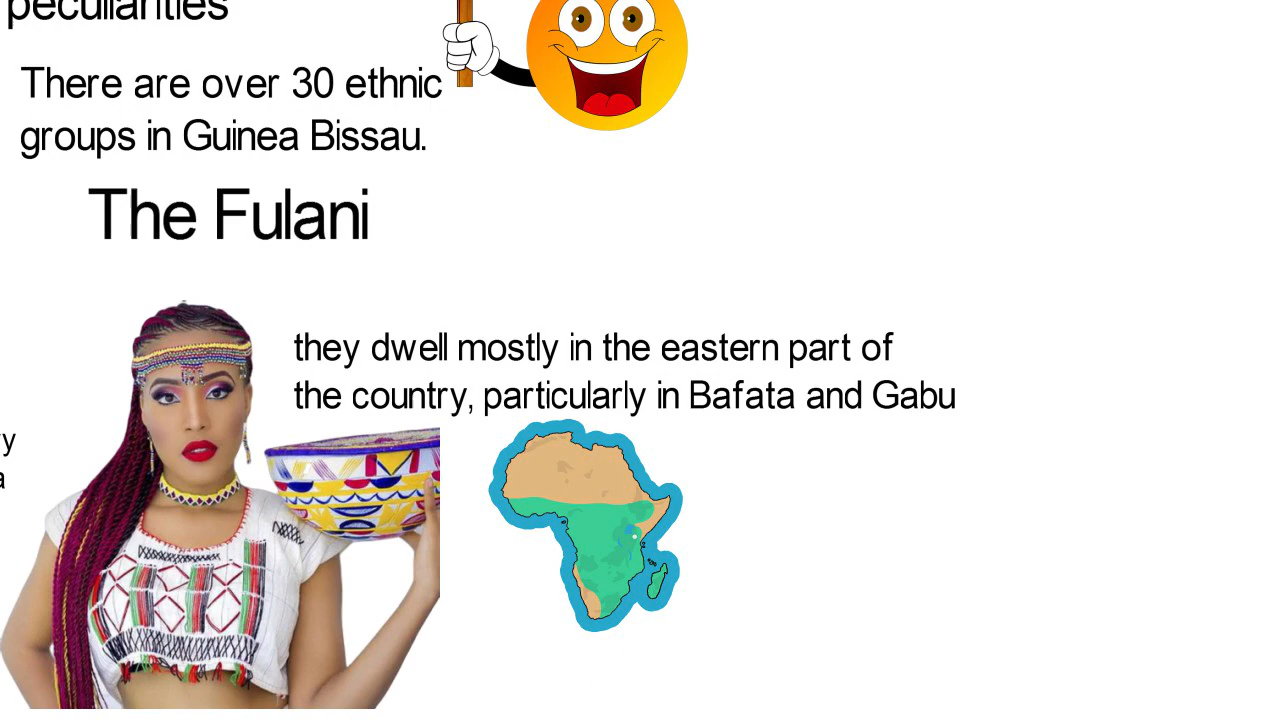 peculiarities
There are over 30 ethnic
groups in Guinea Bissau.
The Fulani
they dwell mostly in the eastern part of
the country, particularly in Bafata and Gabu